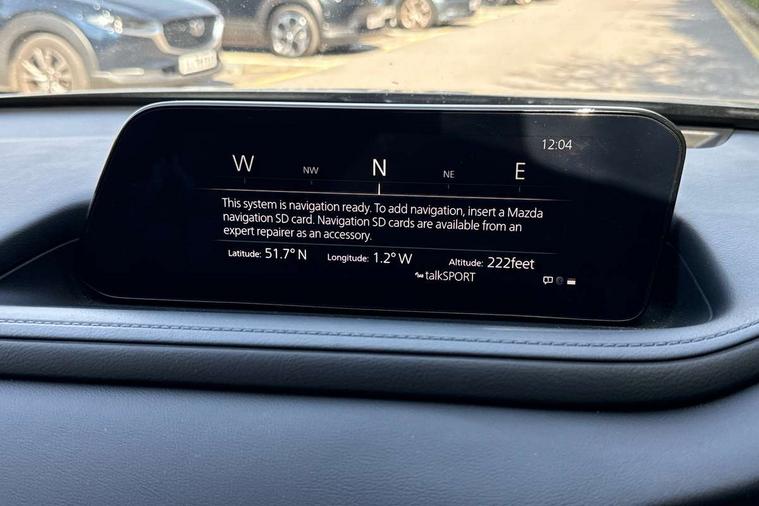 12:04
W NW N NE E
This system is navigation ready. To add navigation, insert a Mazda
navigation SD card. Navigation SD cards are available from an
expert repairer as an accessory.
Latitude: 51.7° N Longitude: 1.2° W Altitude: 222feet
talkSPORT